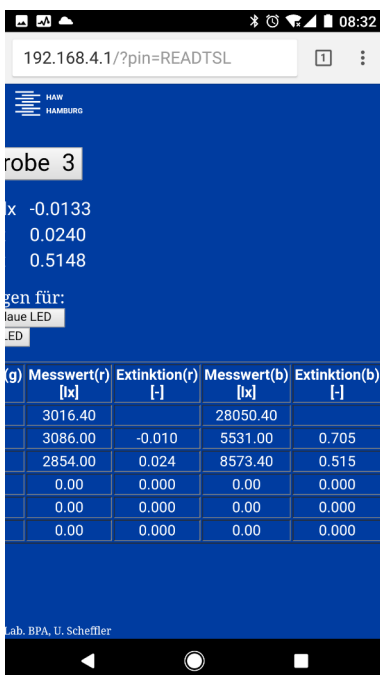 08:32
192.168.4.1/?pin=READTSL
1
HAW
HAMBURG
robe 3
lx -0.0133
0.0240
0.5148
gen für:
laue LED
LED
(g) Messwert(r) [lx] Extinktion(r) [-] Messwert(b) [lx] Extinktion(b) [-]
3016.40 28050.40
3086.00 -0.010 5531.00 0.705
2854.00 0.024 8573.40 0.515
0.00 0.000 0.00 0.000
0.00 0.000 0.00 0.000
0.00 0.000 0.00 0.000
Lab. BPA, U. Scheffler